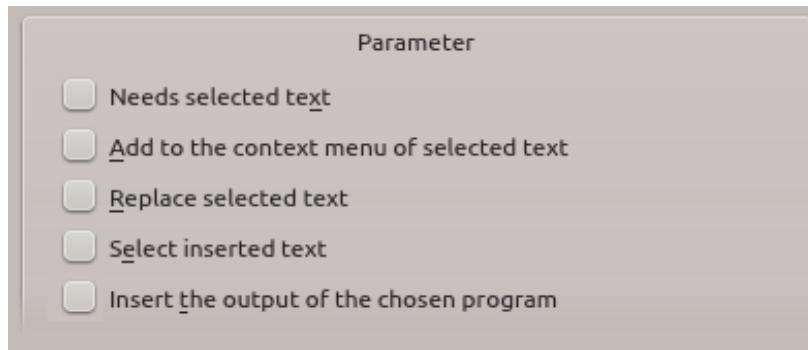 Parameter
Needs selected text
Add to the context menu of selected text
Replace selected text
Select inserted text
Insert the output of the chosen program